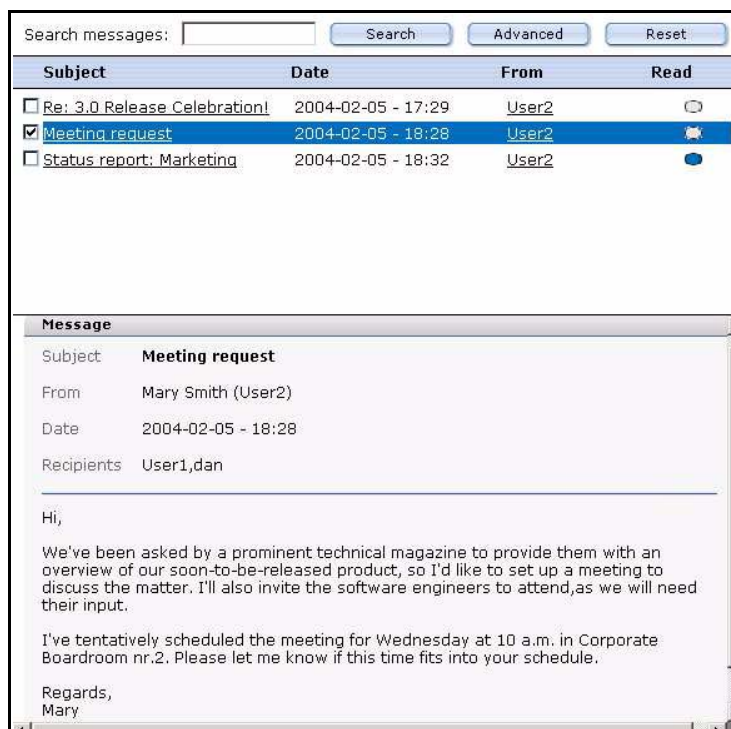 Search messages: Search Advanced Reset
Subject Date From Read
Re: 3.0 Release Celebration! 2004-02-05 - 17:29 User2
Meeting request 2004-02-05 - 18:28 User2
Status report: Marketing 2004-02-05 - 18:32 User2
Message
Subject Meeting request
From Mary Smith (User2)
Date 2004-02-05 - 18:28
Recipients User1,dan
Hi,
We've been asked by a prominent technical magazine to provide them with an
overview of our soon-to-be-released product, so I'd like to set up a meeting to
discuss the matter. I'll also invite the software engineers to attend,as we will need
their input.
I've tentatively scheduled the meeting for Wednesday at 10 a.m. in Corporate
Boardroom nr.2. Please let me know if this time fits into your schedule.
Regards,
Mary